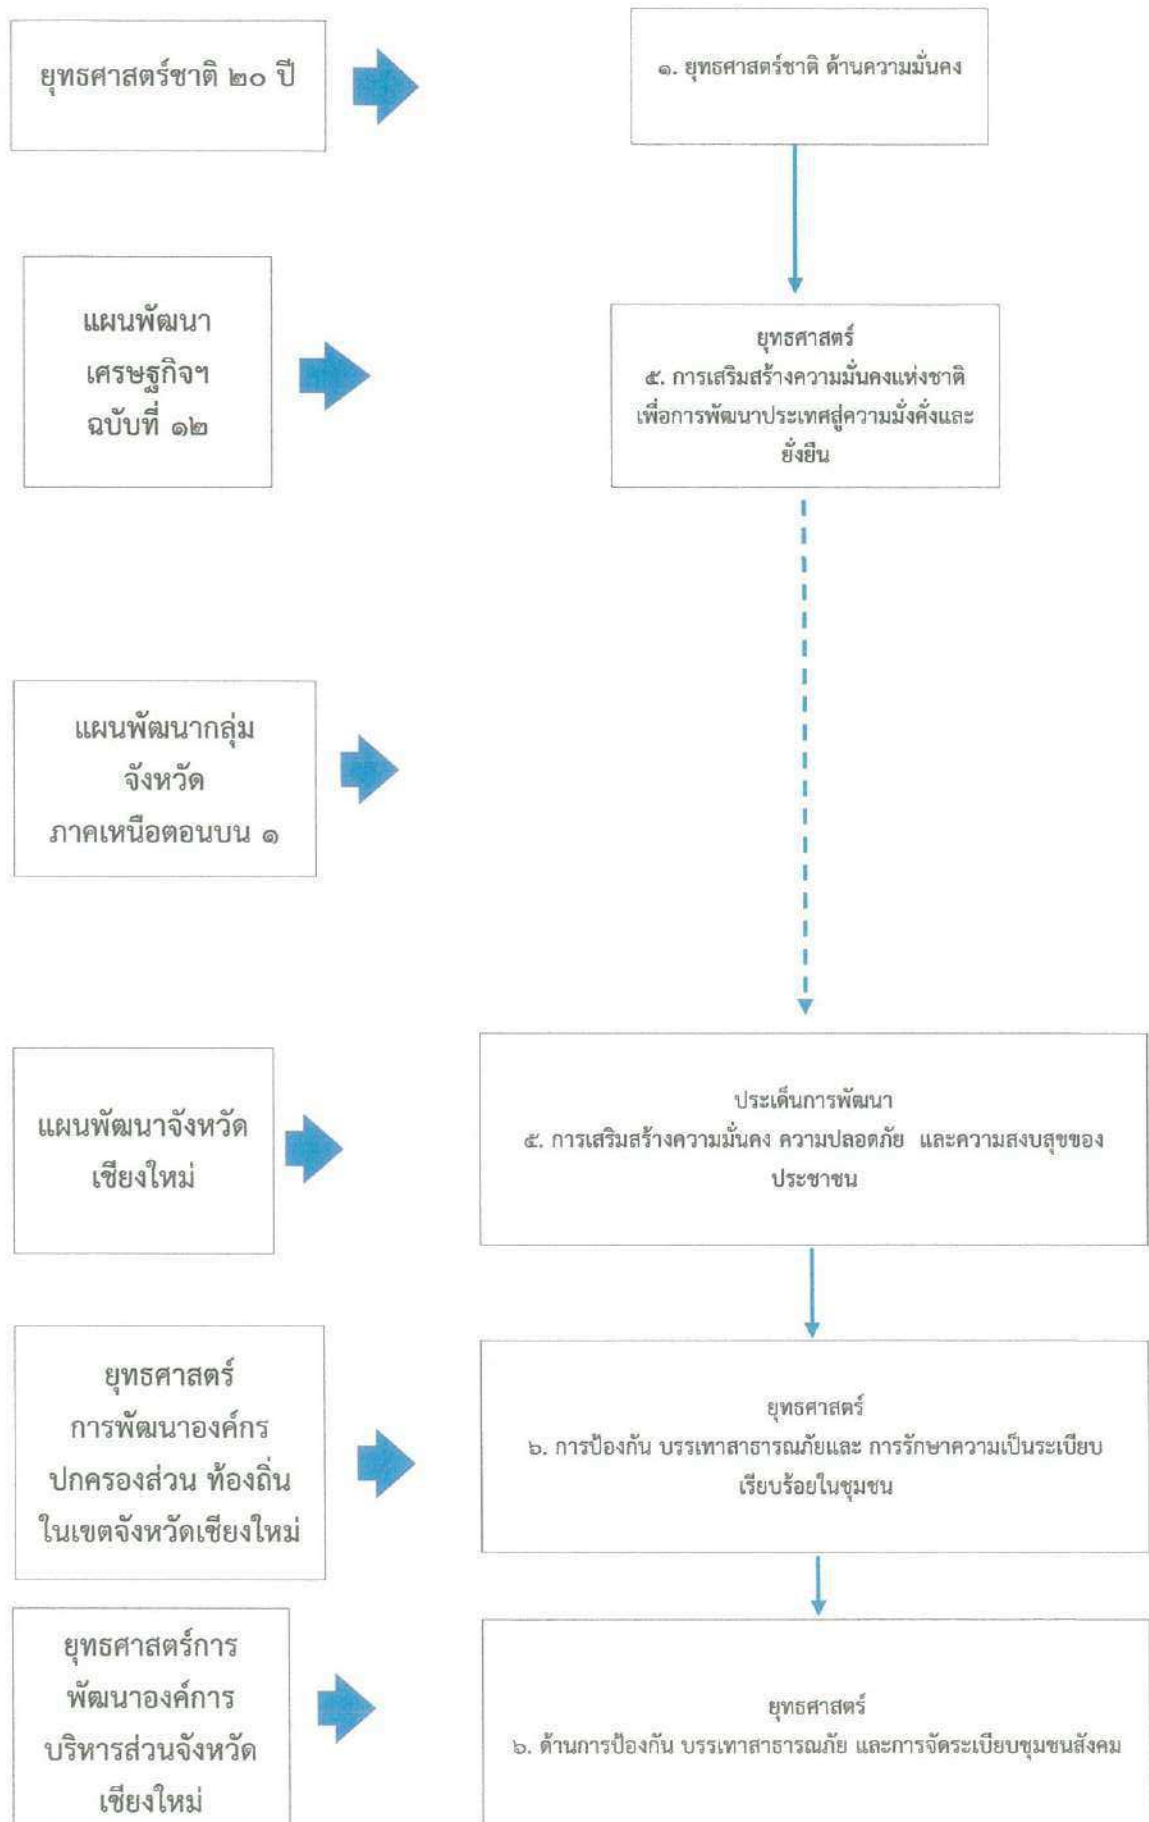 ยุทธศาสตร์ชาติ ๒๐ ปี
๑. ยุทธศาสตร์ชาติ ด้านความมั่นคง
แผนพัฒนา
เศรษฐกิจฯ
ฉบับที่ ๑๒
ยุทธศาสตร์
๕. การเสริมสร้างความมั่นคงแห่งชาติ
เพื่อการพัฒนาประเทศสู่ความมั่งคั่งและ
ยั่งยืน
แผนพัฒนากลุ่ม
จังหวัด
ภาคเหนือตอนบน ๑
แผนพัฒนาจังหวัด
เชียงใหม่
ประเด็นการพัฒนา
๕. การเสริมสร้างความมั่นคง ความปลอดภัย และความสงบสุขของ
ประชาชน
ยุทธศาสตร์
การพัฒนาองค์กร
ปกครองส่วน ท้องถิ่น
ในเขตจังหวัดเชียงใหม่
ยุทธศาสตร์
๖. การป้องกัน บรรเทาสาธารณภัยและ การรักษาความเป็นระเบียบ
เรียบร้อยในชุมชน
ยุทธศาสตร์การ
พัฒนาองค์การ
บริหารส่วนจังหวัด
เชียงใหม่
ยุทธศาสตร์
๖. ด้านการป้องกัน บรรเทาสาธารณภัย และการจัดระเบียบชุมชนสังคม